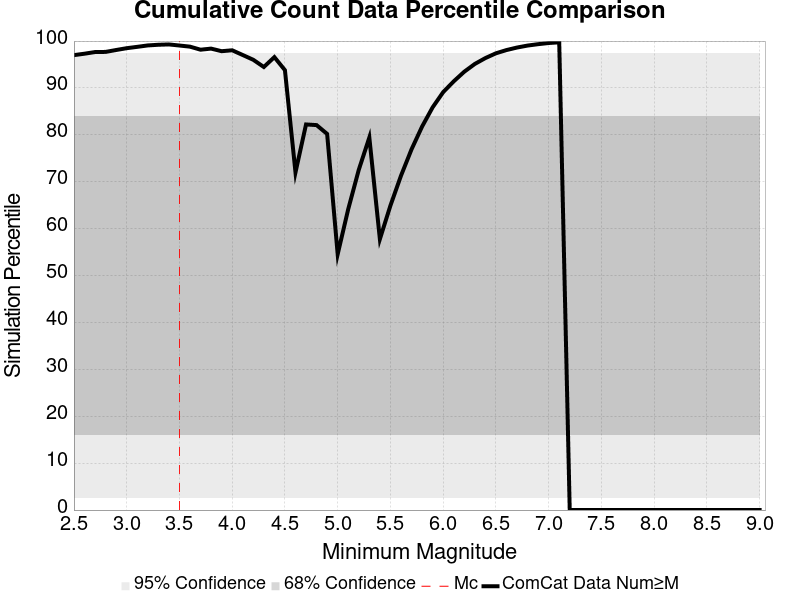 Cumulative Count Data Percentile Comparison
Simulation Percentile
100
90
80
70
60
50
40
30
20
10
0
2.5 3.0 3.5 4.0 4.5 5.0 5.5 6.0 6.5 7.0 7.5 8.0 8.5 9.0
Minimum Magnitude
95% Confidence 68% Confidence Mc ComCat Data Num≥M